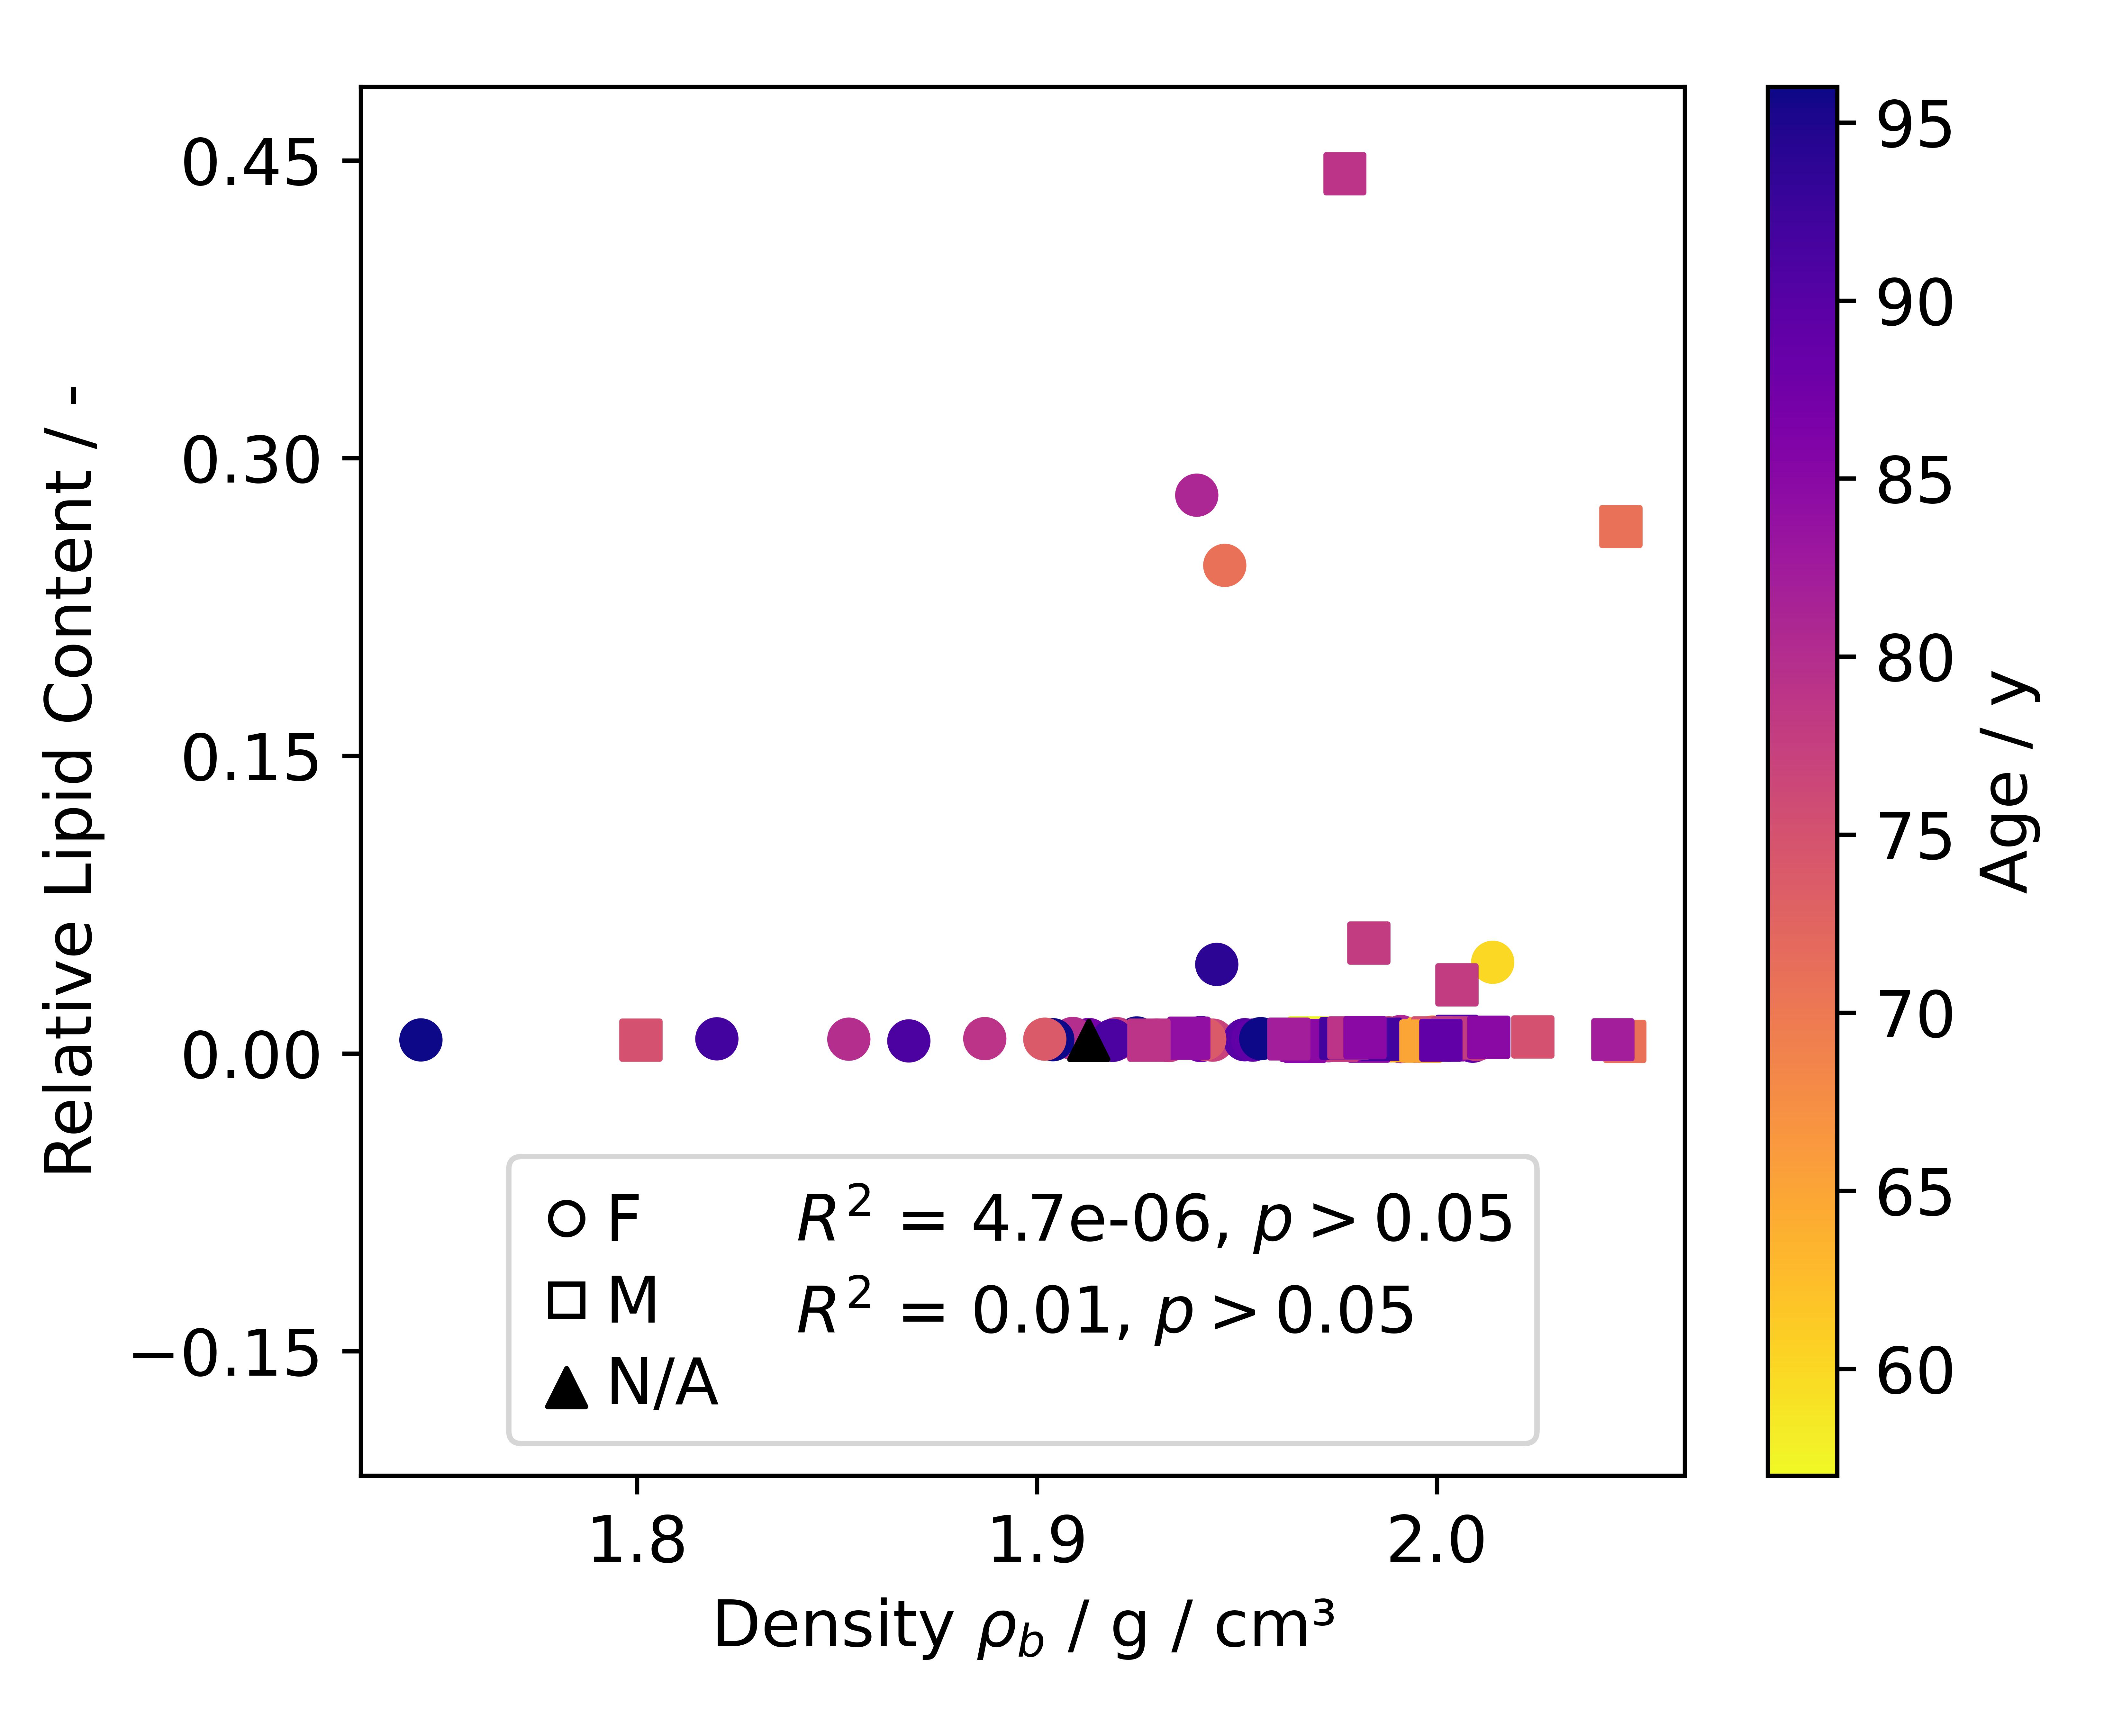 0.45
0.30
0.15
0.00
−0.15
Relative Lipid Content / -
F R² = 4.7e-06, p > 0.05
M R² = 0.01, p > 0.05
N/A
1.8 1.9 2.0
Density ρb / g / cm³
95
90
85
80
75
70
65
60
Age / y